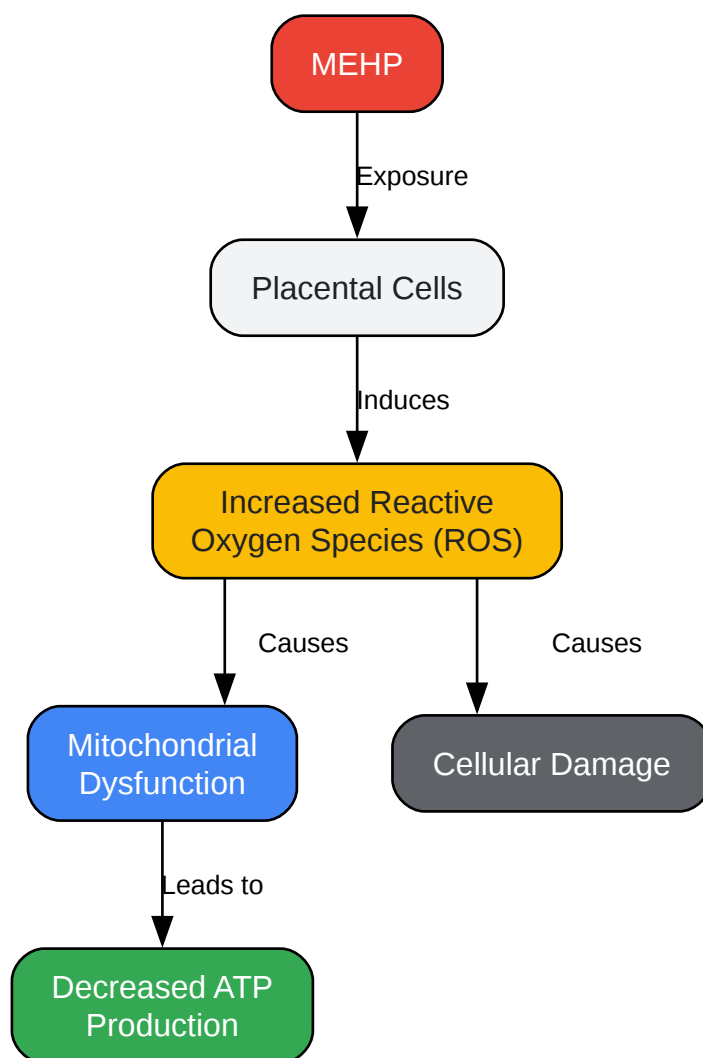 MEHP
Exposure
Placental Cells
Induces
Increased Reactive
Oxygen Species (ROS)
Causes
Causes
Mitochondrial
Dysfunction
Cellular Damage
Leads to
Decreased ATP
Production